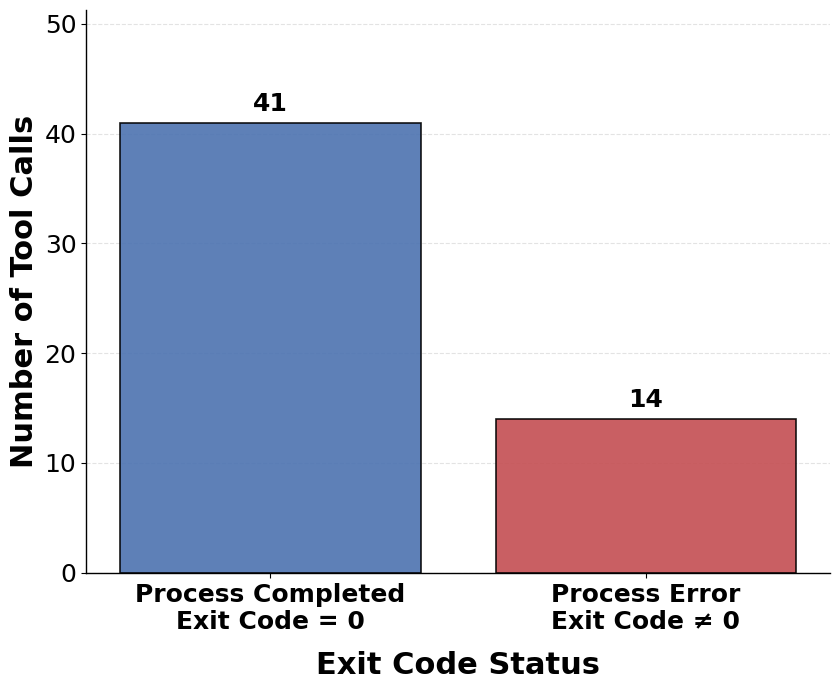 50
40
30
20
10
0
Number of Tool Calls
41
14
Process Completed
Exit Code = 0
Process Error
Exit Code ≠ 0
Exit Code Status